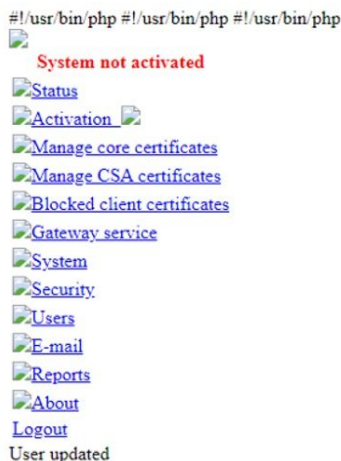 #!/usr/bin/php #!/usr/bin/php #!/usr/bin/php
System not activated
Status
Activation
Manage core certificates
Manage CSA certificates
Blocked client certificates
Gateway service
System
Security
Users
E-mail
Reports
About
Logout
User updated